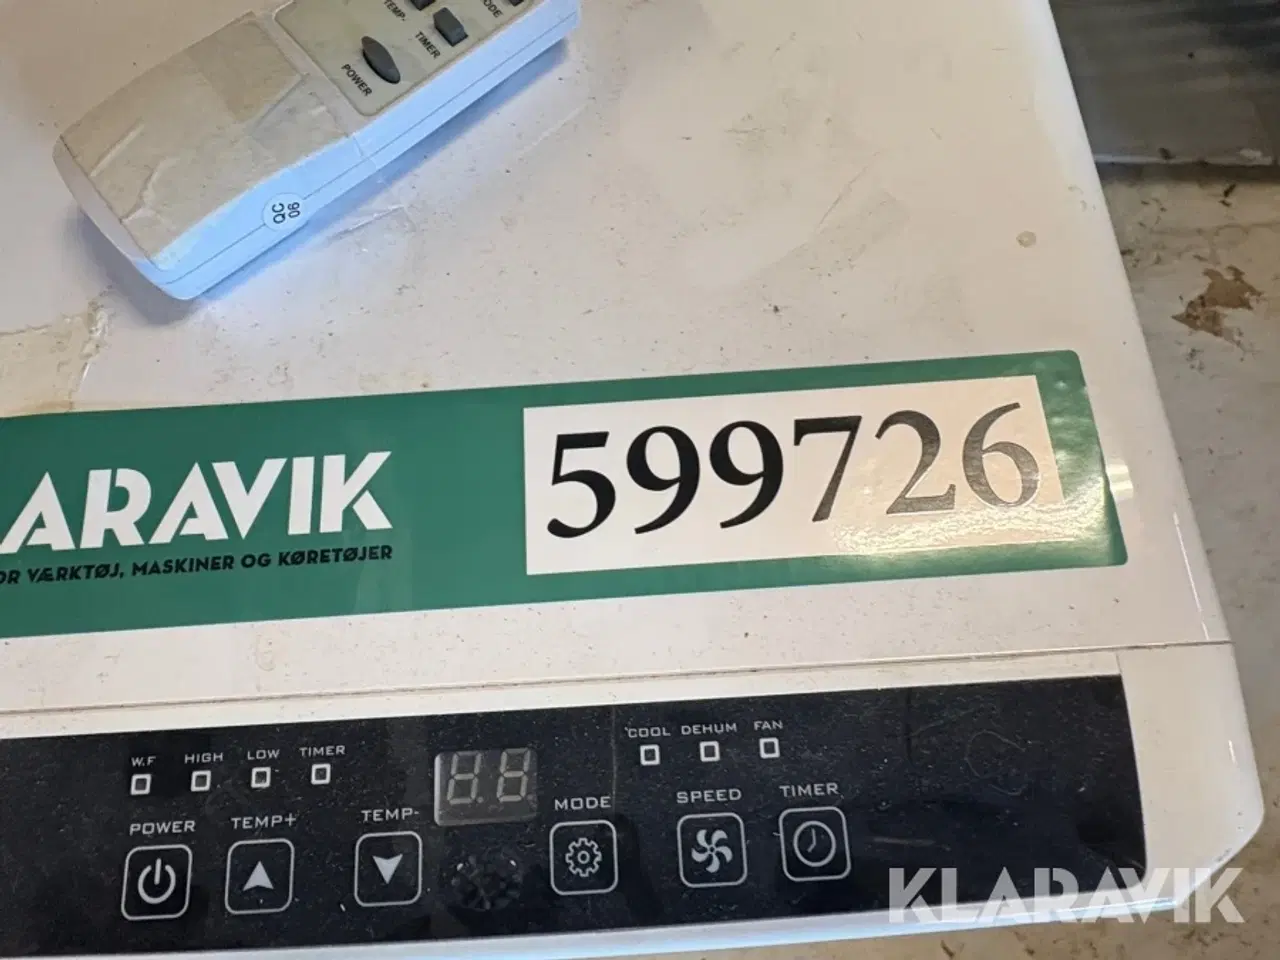 TEMP-
MODE
TIMER
POWER
QC
06
ARAVIK
OR VÆRKTØJ, MASKINER OG KØRETØJER
599726
W.F HIGH LOW TIMER
COOL DEHUM FAN
POWER TEMP+ TEMP- MODE SPEED TIMER
KLARAVIK